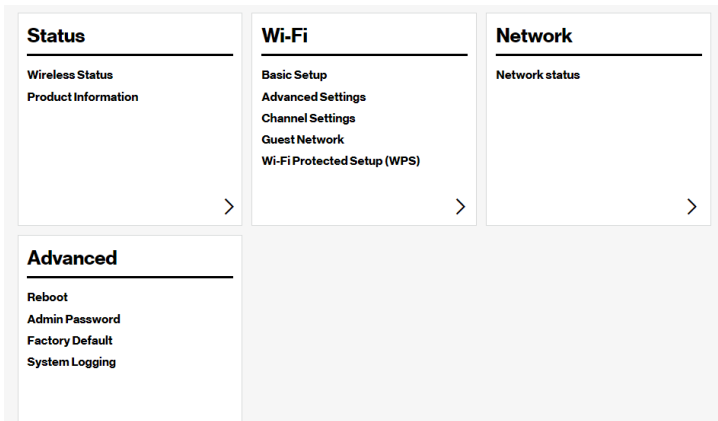 Status
Wireless Status
Product Information
Wi-Fi
Basic Setup
Advanced Settings
Channel Settings
Guest Network
Wi-Fi Protected Setup (WPS)
Network
Network status
Advanced
Reboot
Admin Password
Factory Default
System Logging